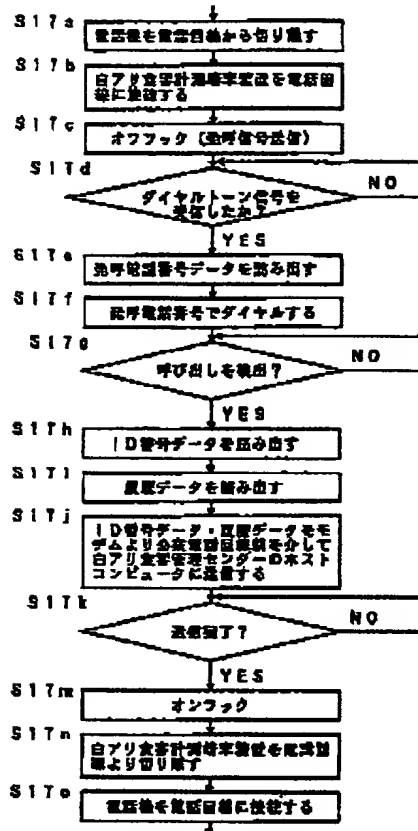 S17a
電話機を電話回線から切り離す
S17b
白アリ食害計測端末装置を電話回
線に接続する
S17c
オフフック(発呼信号送信)
S17d
ダイヤルトーン信号を
受信したか?
NO
YES
S17e
発呼電話番号データを読み出す
S17f
発呼電話番号でダイヤルする
S17g
呼び出しを検出?
NO
YES
S17h
ID番号データを読み出す
S17i
データを読み出す
S17j
ID番号データ・データをモ
デムより公衆電話回線網を介して
白アリ食害管理センターのホスト
コンピュータに送信する
S17k
送信完了?
NO
YES
S17m
オンフック
S17n
白アリ食害計測端末装置を電話回
線より切り離す
S17o
電話機を電話回線に接続する